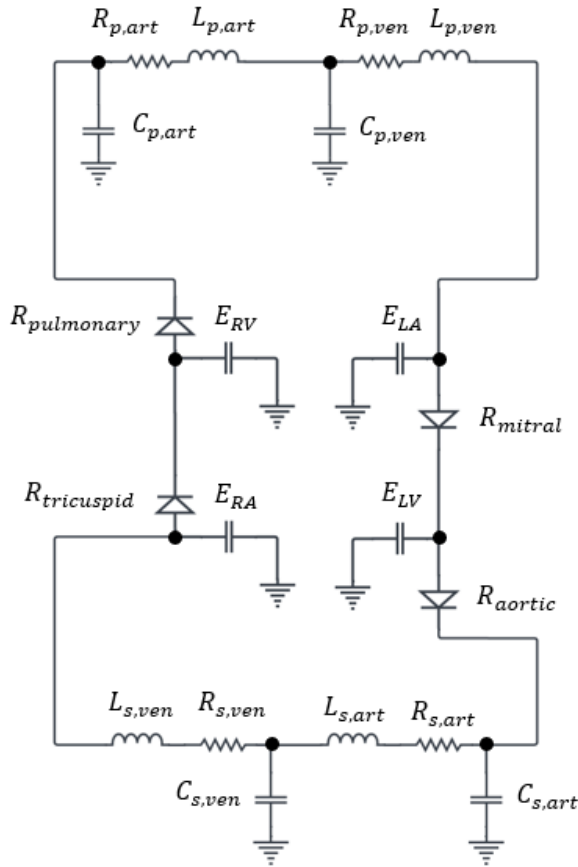 R_{p,art} L_{p,art} R_{p,ven} L_{p,ven}
C_{p,art} C_{p,ven}
R_{pulmonary} E_{RV} E_{LA}
R_{mitral}
R_{tricuspid} E_{RA} E_{LV}
R_{aortic}
L_{s,ven} R_{s,ven} L_{s,art} R_{s,art}
C_{s,ven} C_{s,art}